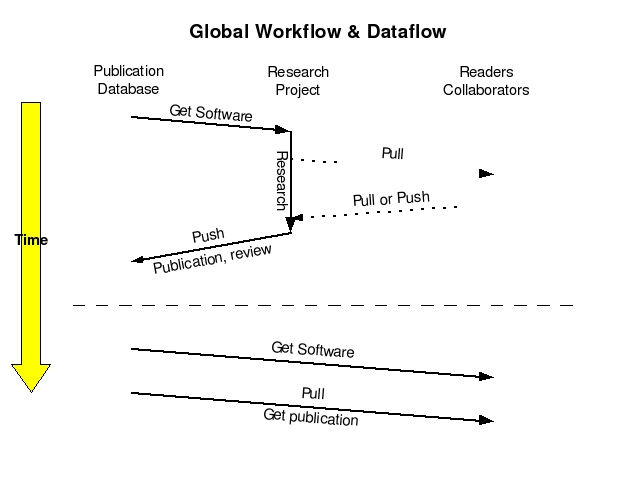 Global Workflow & Dataflow
Publication
Database
Research
Project
Readers
Collaborators
Get Software
Pull
Research
Pull or Push
Time
Push
Publication, review
Get Software
Pull
Get publication